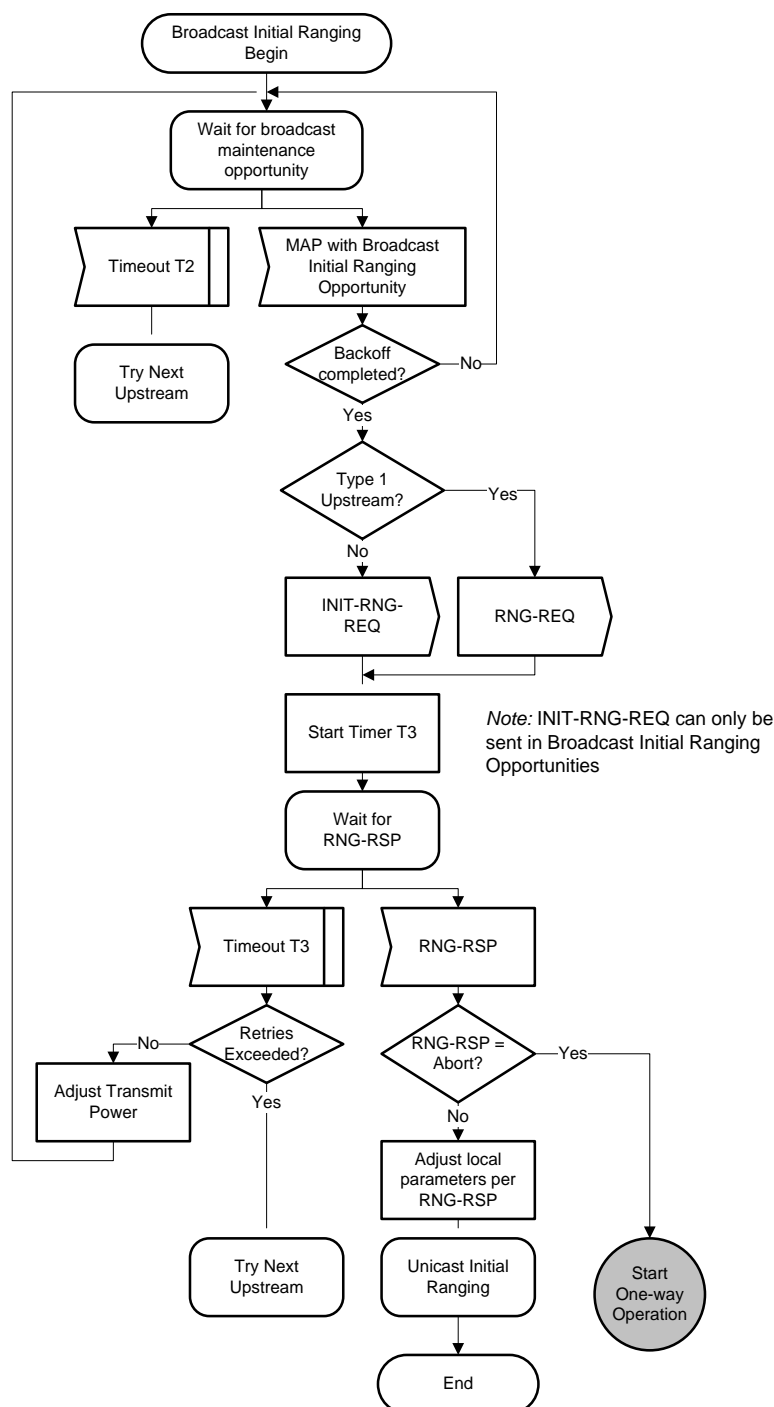 Broadcast Initial Ranging
Begin
Wait for broadcast
maintenance
opportunity
Timeout T2
MAP with Broadcast
Initial Ranging
Opportunity
Try Next
Upstream
Backoff
completed?
No
Yes
Type 1
Upstream?
Yes
No
INIT-RNG-
REQ
RNG-REQ
Start Timer T3
Note: INIT-RNG-REQ can only be
sent in Broadcast Initial Ranging
Opportunities
Wait for
RNG-RSP
Timeout T3
RNG-RSP
Retries
Exceeded?
No
Yes
RNG-RSP =
Abort?
Yes
No
Adjust Transmit
Power
Adjust local
parameters per
RNG-RSP
Try Next
Upstream
Unicast Initial
Ranging
Start
One-way
Operation
End